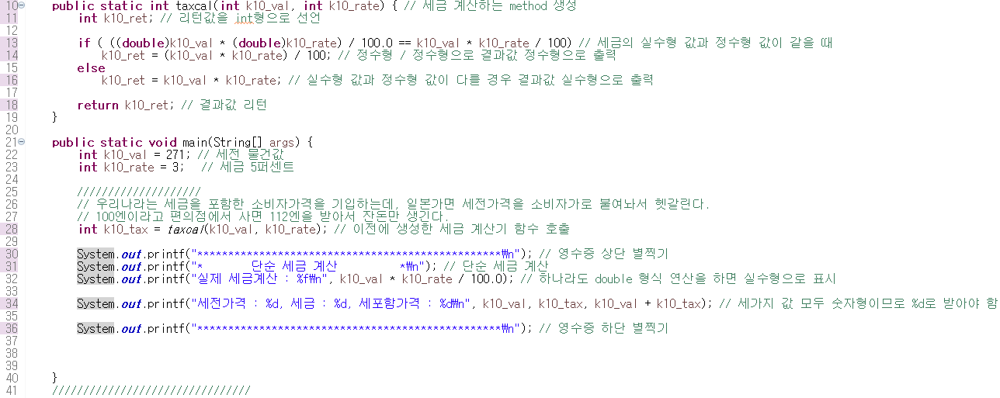 10 public static int taxcal(int k10_val, int k10_rate) { // 세금 계산하는 method 생성
11 int k10_ret; // 리턴값을 int형으로 선언
12
13 if ( ((double)k10_val * (double)k10_rate) / 100.0 == k10_val * k10_rate / 100) // 세금의 실수형 값과 정수형 값이 같을 때
14 k10_ret = (k10_val * k10_rate) / 100; // 정수형 / 정수형으로 결과값 정수형으로 출력
15 else
16 k10_ret = k10_val * k10_rate; // 실수형 값과 정수형 값이 다를 경우 결과값 실수형으로 출력
17
18 return k10_ret; // 결과값 리턴
19 }
20
21 public static void main(String[] args) {
22 int k10_val = 271; // 세전 물건값
23 int k10_rate = 3; // 세금 5퍼센트
24
25 ////////////////////
26 // 우리나라는 세금을 포함한 소비자가격을 기입하는데, 일본가면 세전가격을 소비자가로 붙여놔서 헷갈린다.
27 // 100엔이라고 편의점에서 사면 112엔을 받아서 잔돈만 생긴다.
28 int k10_tax = taxcal(k10_val, k10_rate); // 이전에 생성한 세금 계산기 함수 호출
29
30 System.out.printf("*************************************************\n"); // 영수증 상단 별찍기
31 System.out.printf("* 단순 세금 계산 *\n"); // 단순 세금 계산
32 System.out.printf("실제 세금계산 : %f\n", k10_val * k10_rate / 100.0); // 하나라도 double 형식 연산을 하면 실수형으로 표시
33
34 System.out.printf("세전가격 : %d, 세금 : %d, 세포함가격 : %d\n", k10_val, k10_tax, k10_val + k10_tax); // 세가지 값 모두 숫자형이므로 %d로 받아야 함
35
36 System.out.printf("*************************************************\n"); // 영수증 하단 별찍기
37
38
39
40 }
41 ////////////////////////////////